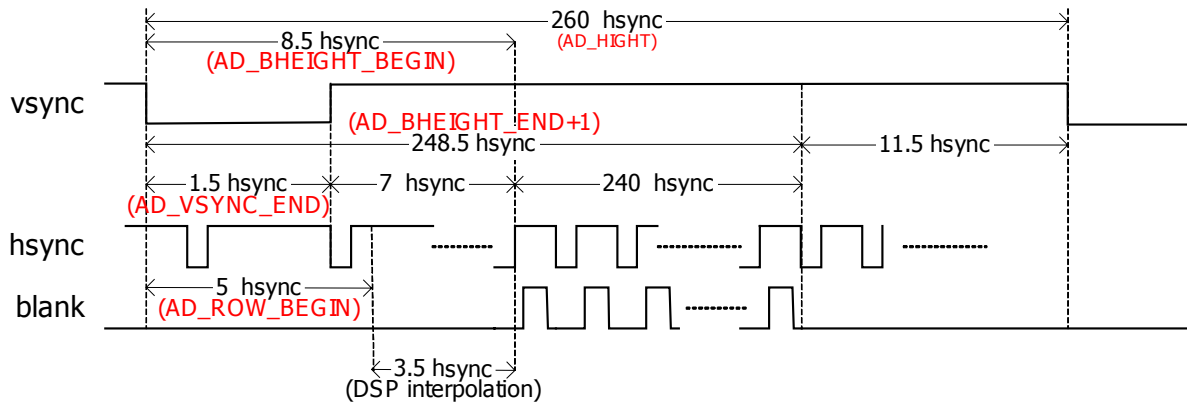 260 hsync
(AD_HIGHT)
8.5 hsync
(AD_BHEIGHT_BEGIN)
vsync
(AD_BHEIGHT_END+1)
248.5 hsync
11.5 hsync
1.5 hsync
7 hsync
240 hsync
(AD_VSYNC_END)
hsync
5 hsync
(AD_ROW_BEGIN)
blank
3.5 hsync
(DSP interpolation)